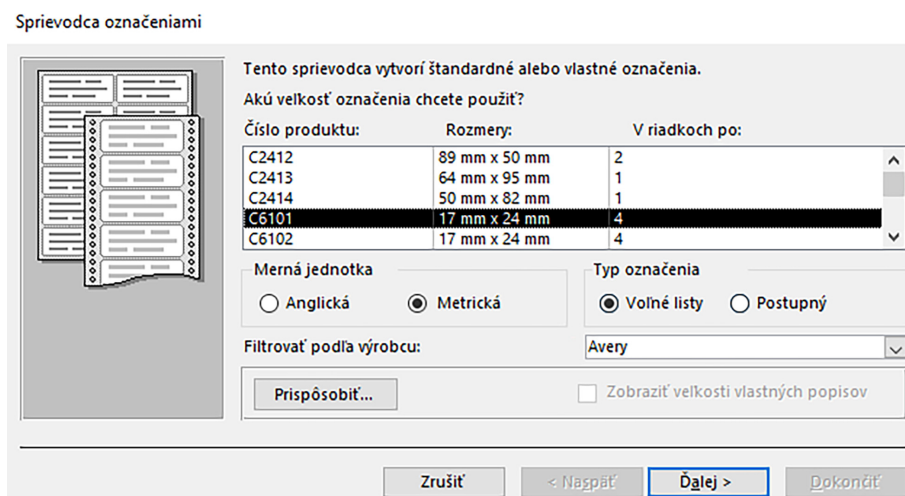 Sprievodca označeniami
Tento sprievodca vytvorí štandardné alebo vlastné označenia.
Akú veľkosť označenia chcete použiť?
Číslo produktu: Rozmery: V riadkoch po:
C2412 89 mm x 50 mm 2
C2413 64 mm x 95 mm 1
C2414 50 mm x 82 mm 1
C6101 17 mm x 24 mm 4
C6102 17 mm x 24 mm 4
Merná jednotka Typ označenia
Anglická Metrická Voľné listy Postupný
Filtrovať podľa výrobcu: Avery
Prispôsobiť... Zobraziť veľkosti vlastných popisov
Zrušiť < Naspäť Ďalej > Dokončiť